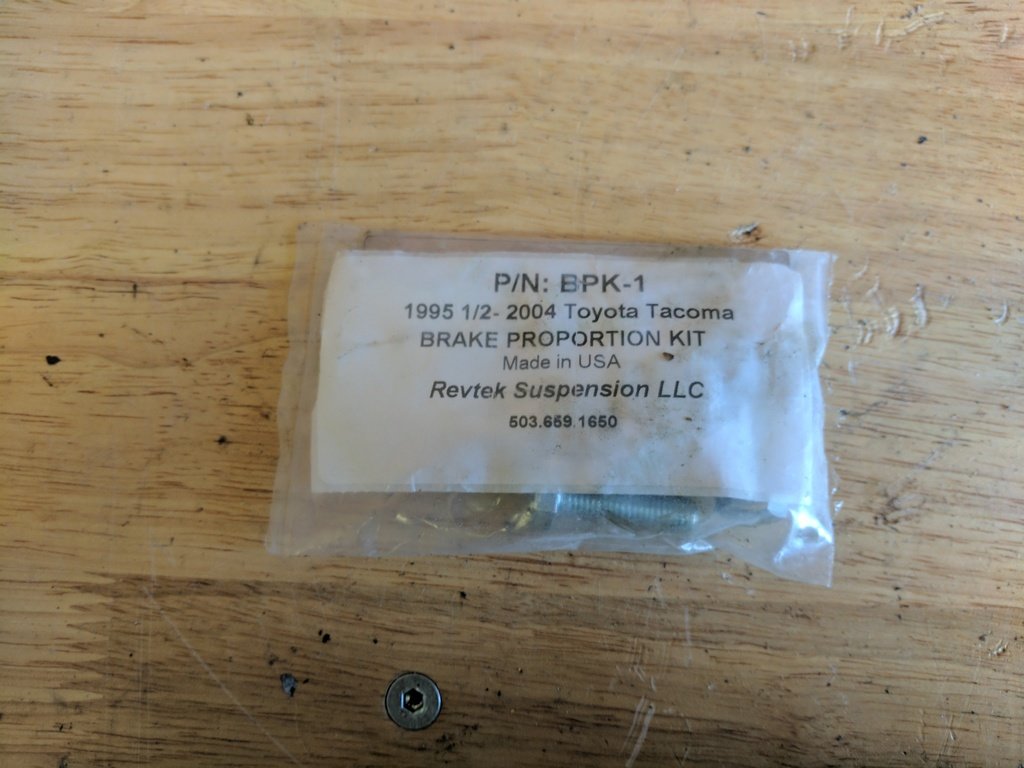 P/N: BPK-1
1995 1/2- 2004 Toyota Tacoma
BRAKE PROPORTION KIT
Made in USA
Revtek Suspension LLC
503.659.1650